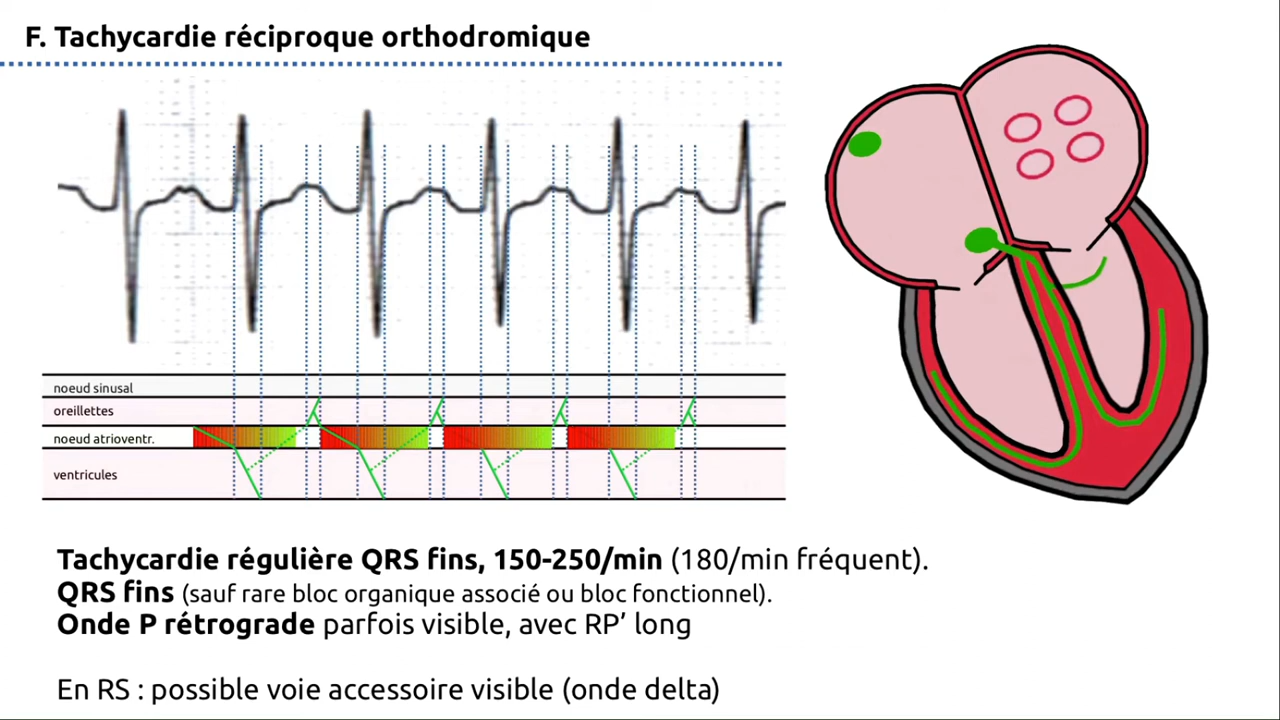 F. Tachycardie réciproque orthodromique
noeud sinusal
oreillettes
noeud atrioventr.
ventricules
Tachycardie régulière QRS fins, 150-250/min (180/min fréquent).
QRS fins (sauf rare bloc organique associé ou bloc fonctionnel).
Onde P rétrograde parfois visible, avec RP’ long
En RS : possible voie accessoire visible (onde delta)